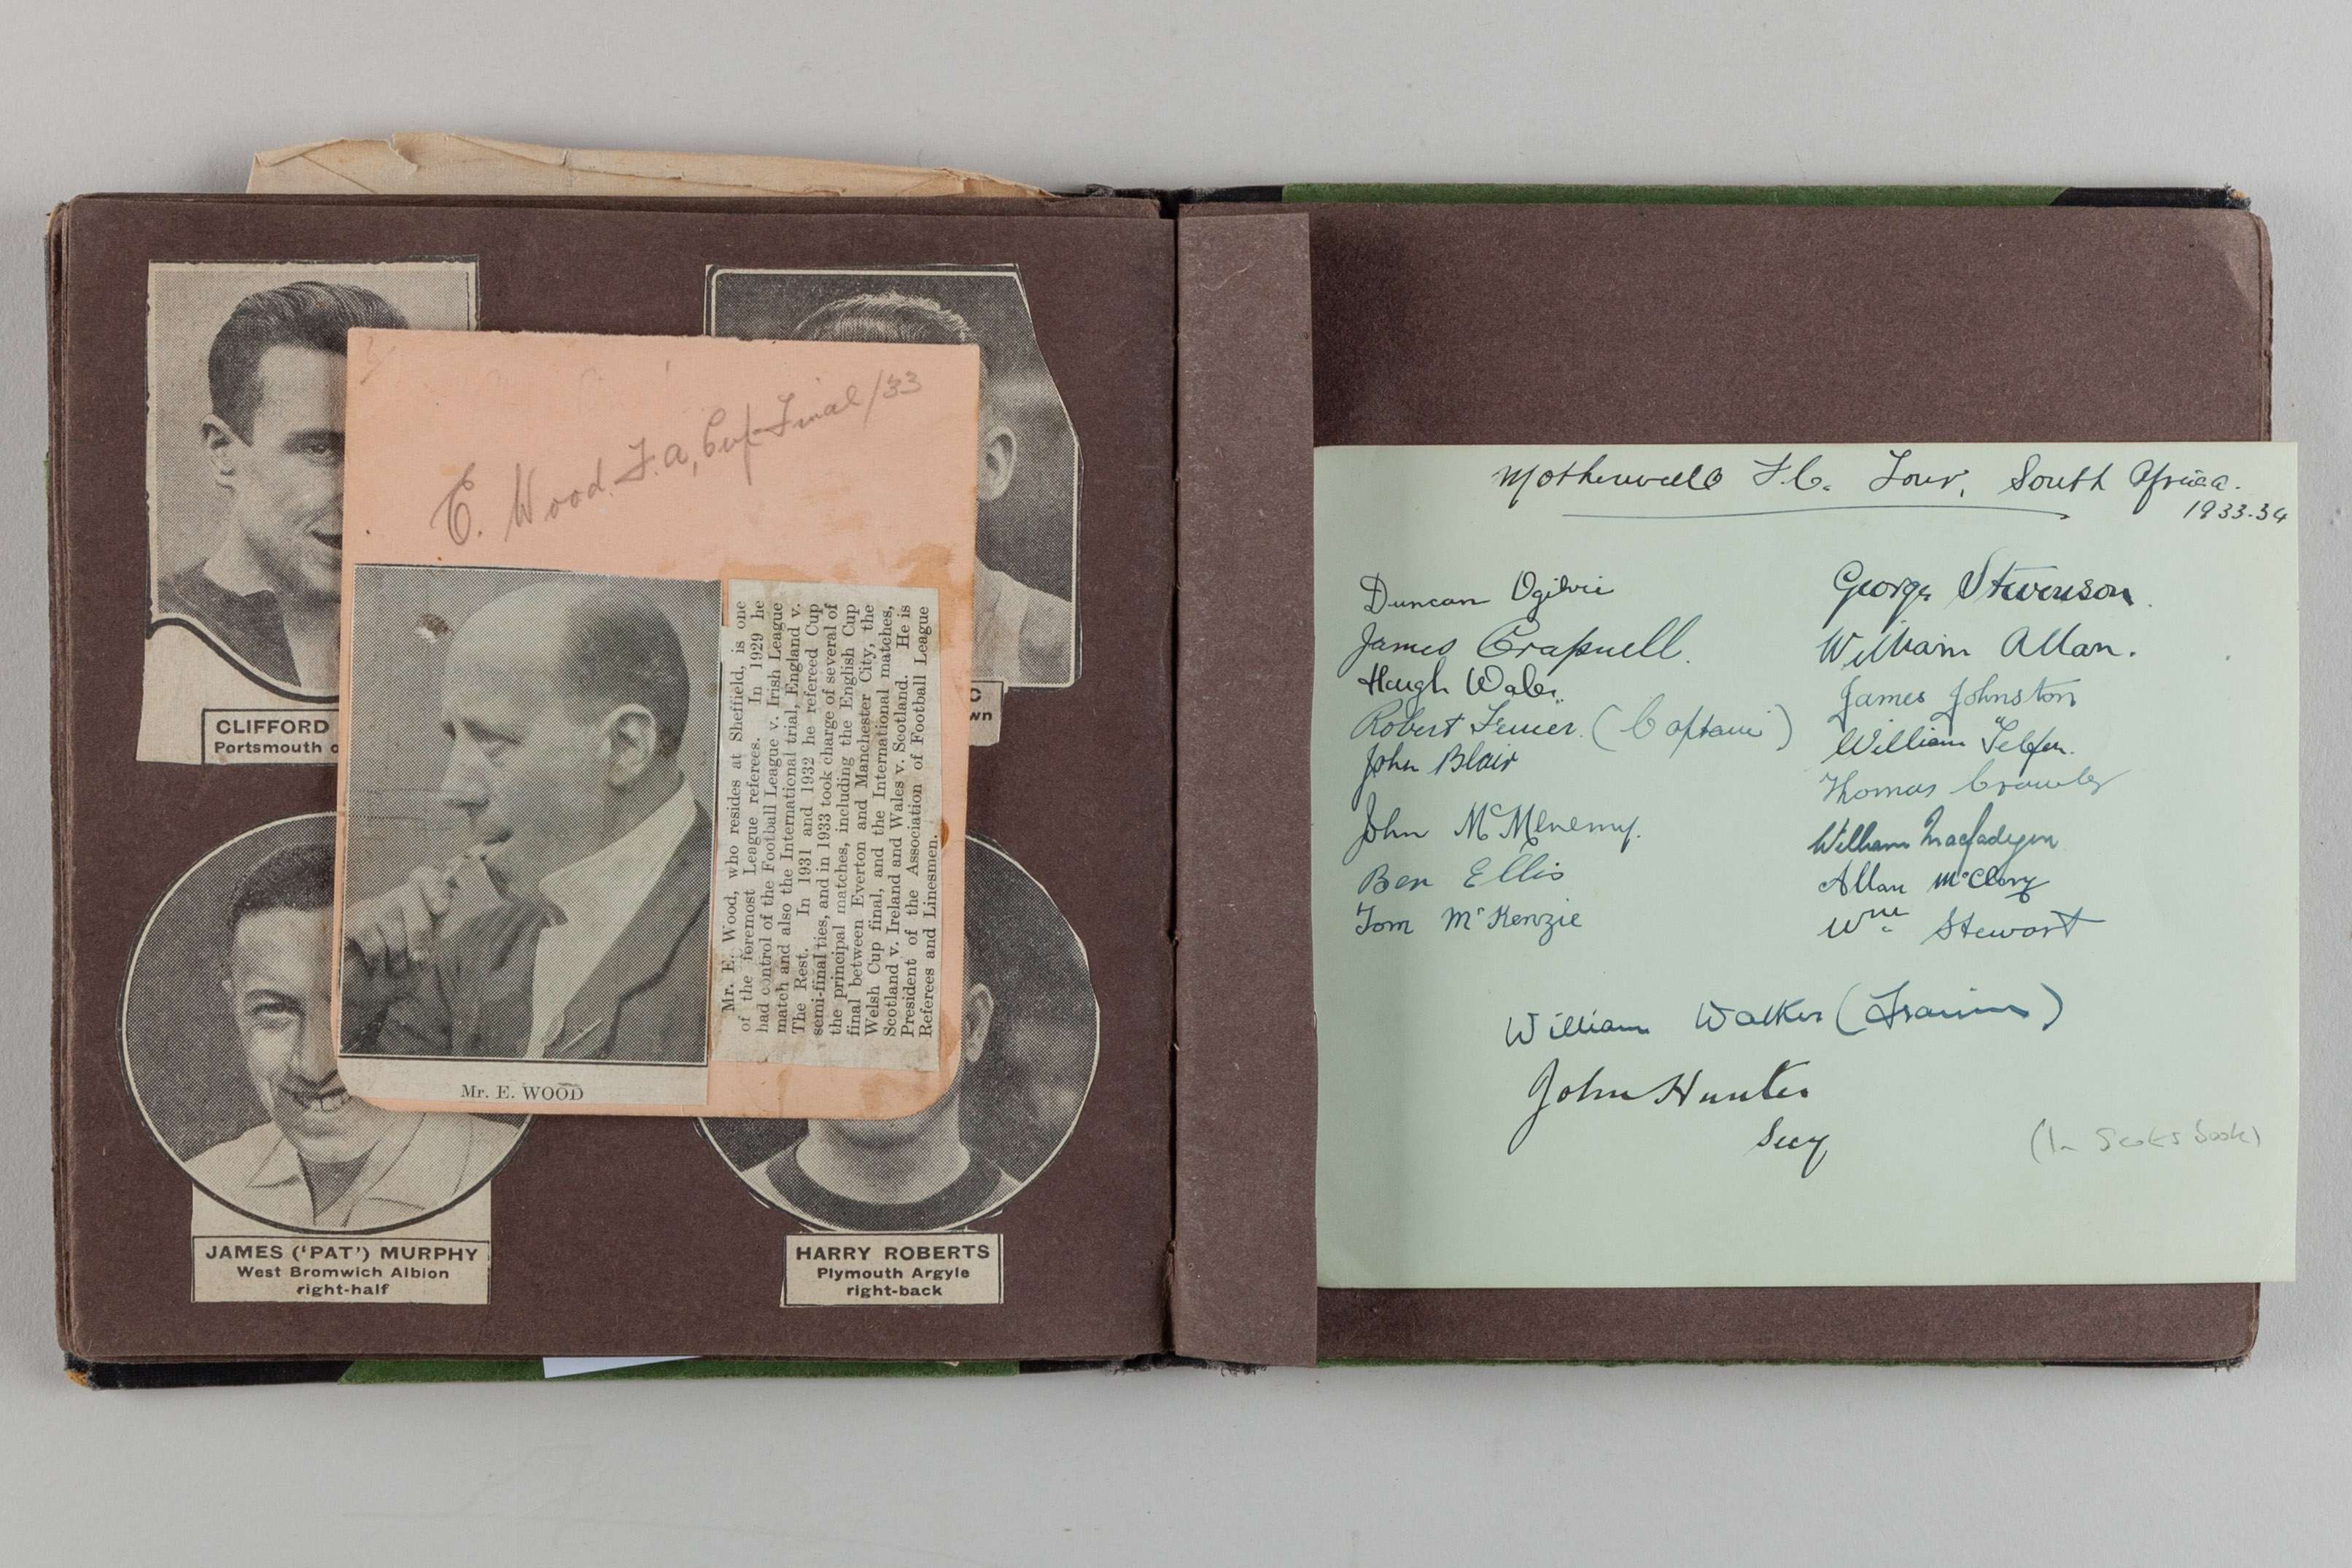 CLIFFORD
Portsmouth o
C
wn
E. Wood. F.A, Cup-Final/33
Mr. E. Wood, who resides at Sheffield, is one
of the foremost League referees. In 1929 he
had control of the Football League v. Irish League
match and also the International trial, England v.
The Rest. In 1931 and 1932 he refereed Cup
semi-final ties, and in 1933 took charge of several of
the principal matches, including the English Cup
final between Everton and Manchester City, the
Welsh Cup final, and the International matches,
Scotland v. Ireland and Wales v. Scotland. He is
President of the Association of Football League
Referees and Linesmen.
Mr. E. WOOD
JAMES ('PAT') MURPHY
West Bromwich Albion
right-half
HARRY ROBERTS
Plymouth Argyle
right-back
Motherwell F.C. Tour, South Africa.
1933-34
Duncan Ogilvie
James Crapnell.
Hugh Wales.
Robert Ferrier. (Captain)
John Blair
John McMenemy.
Ben Ellis
Tom McKenzie
George Stevenson.
William Allan.
James Johnston
William Telfer.
Thomas Crawley
William Macfadyen
Allan McClory
Wm Stewart
William Walker (Trainer)
John Hunter
Secy
(In Scots Book)